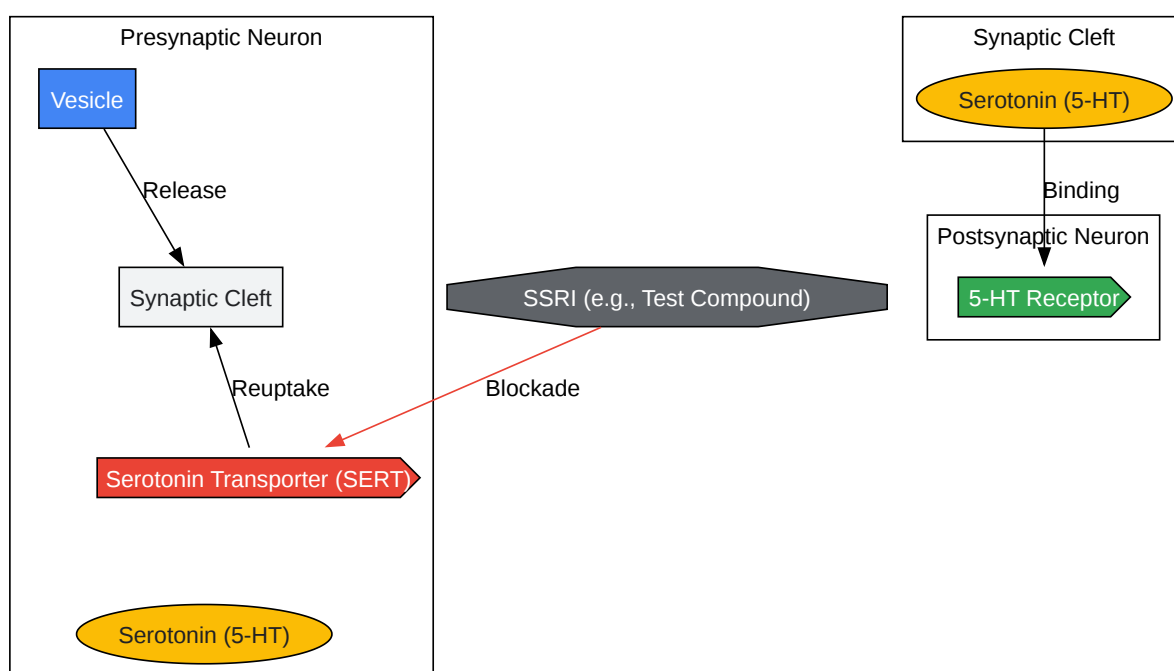 Presynaptic Neuron
Vesicle
Release
Synaptic Cleft
Reuptake
Serotonin Transporter (SERT)
Serotonin (5-HT)
SSRI (e.g., Test Compound)
Blockade
Synaptic Cleft
Serotonin (5-HT)
Binding
Postsynaptic Neuron
5-HT Receptor